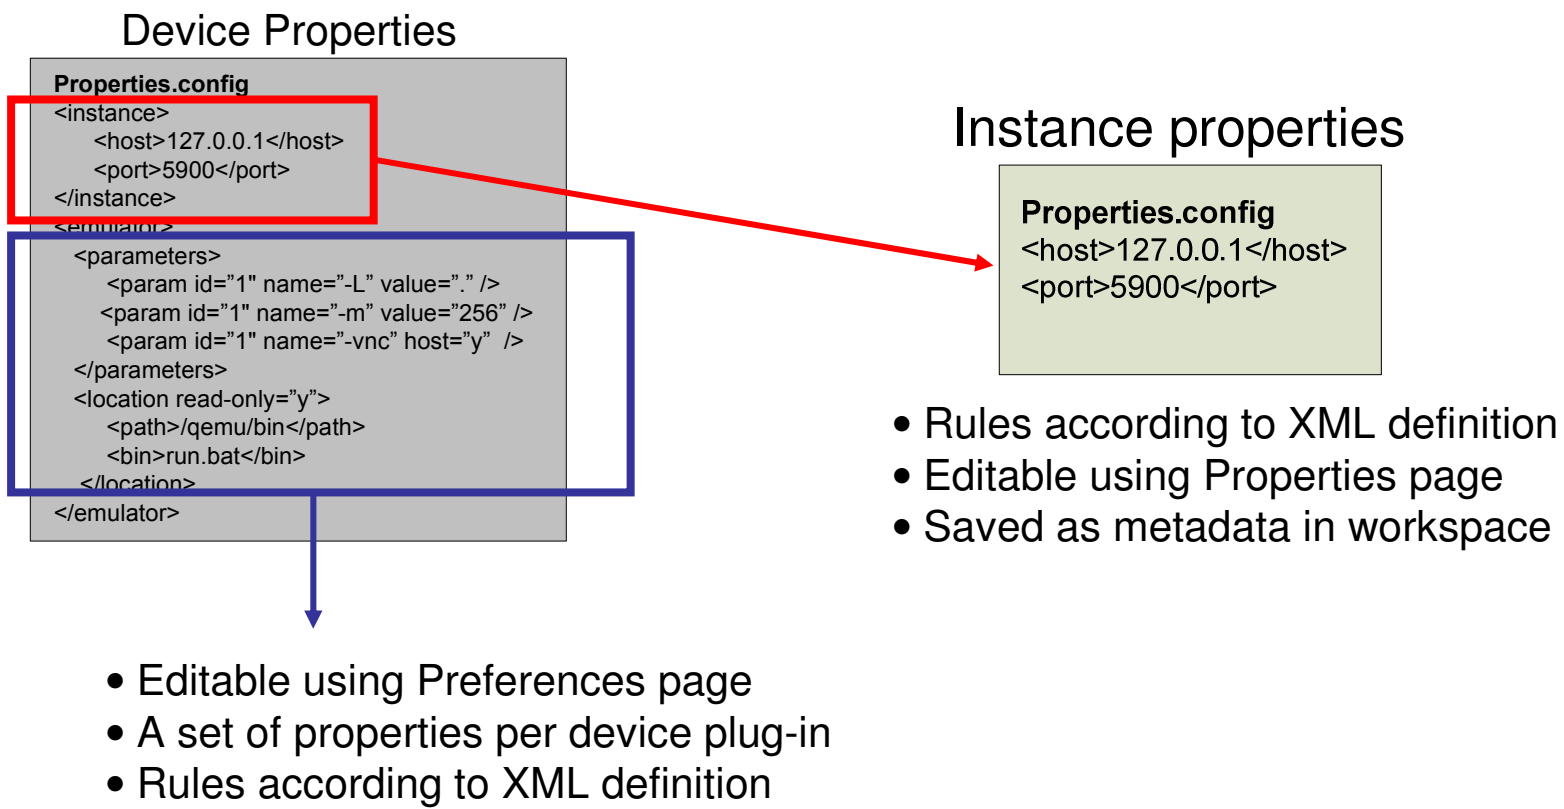 Device Properties
Properties.config
<instance>
<host>127.0.0.1</host>
<port>5900</port>
</instance>
<emulator>
<parameters>
<param id=”1" name=”-L” value=”.” />
<param id=”1" name=”-m” value=”256” />
<param id=”1" name=”-vnc” host=”y”  />
</parameters>
<location read-only=”y”>
<path>/qemu/bin</path>
<bin>run.bat</bin>
</location>
</emulator>
Instance properties
Properties.config
<host>127.0.0.1</host>
<port>5900</port>
• Rules according to XML definition
• Editable using Properties page
• Saved as metadata in workspace
• Editable using Preferences page
• A set of properties per device plug-in
• Rules according to XML definition